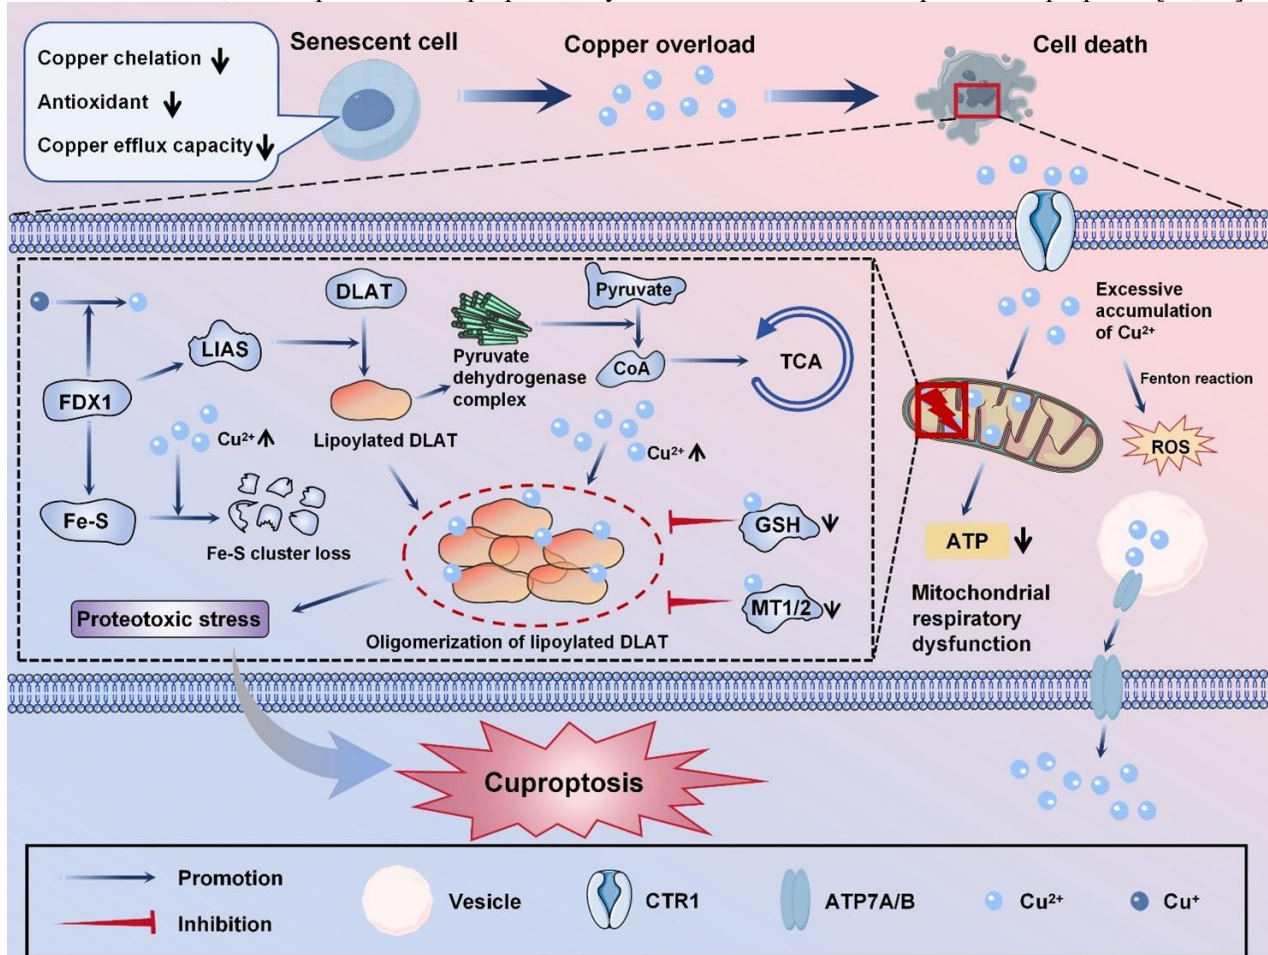 Copper chelation
Antioxidant
Copper efflux capacity
Senescent cell
Copper overload
Cell death
DLAT
Pyruvate
LIAS
Pyruvate
dehydrogenase
complex
CoA
TCA
FDX1
Lipoylated DLAT
Cu²⁺
Cu²⁺
Fe-S
Fe-S cluster loss
GSH
MT1/2
Proteotoxic stress
Oligomerization of lipoylated DLAT
Excessive
accumulation
of Cu²⁺
Fenton reaction
ROS
ATP
Mitochondrial
respiratory
dysfunction
Cuproptosis
Promotion
Inhibition
Vesicle
CTR1
ATP7A/B
Cu²⁺
Cu⁺